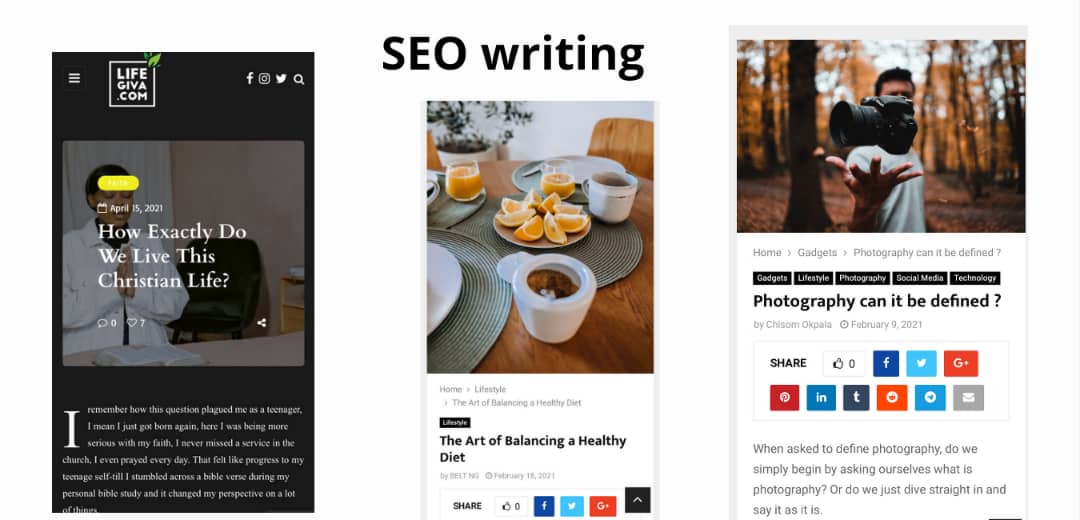 SEO writing
LIFE
GIVA
.COM
FAITH
April 15, 2021
How Exactly Do
We Live This
Christian Life?
0 7
I remember how this question plagued me as a teenager,
I mean I just got born again, here I was being more
serious with my faith, I never missed a service in the
church, I even prayed every day. That felt like progress to my
teenage self-till I stumbled across a bible verse during my
personal bible study and it changed my perspective on a lot
of things.
Home > Lifestyle
> The Art of Balancing a Healthy Diet
Lifestyle
The Art of Balancing a Healthy
Diet
by BELT NG February 18, 2021
SHARE 0 f G+
Home > Gadgets > Photography can it be defined ?
Gadgets Lifestyle Photography Social Media Technology
Photography can it be defined ?
by Chisom Okpala February 9, 2021
SHARE 0 f G+
in t
When asked to define photography, do we
simply begin by asking ourselves what is
photography? Or do we just dive straight in and
say it as it is.